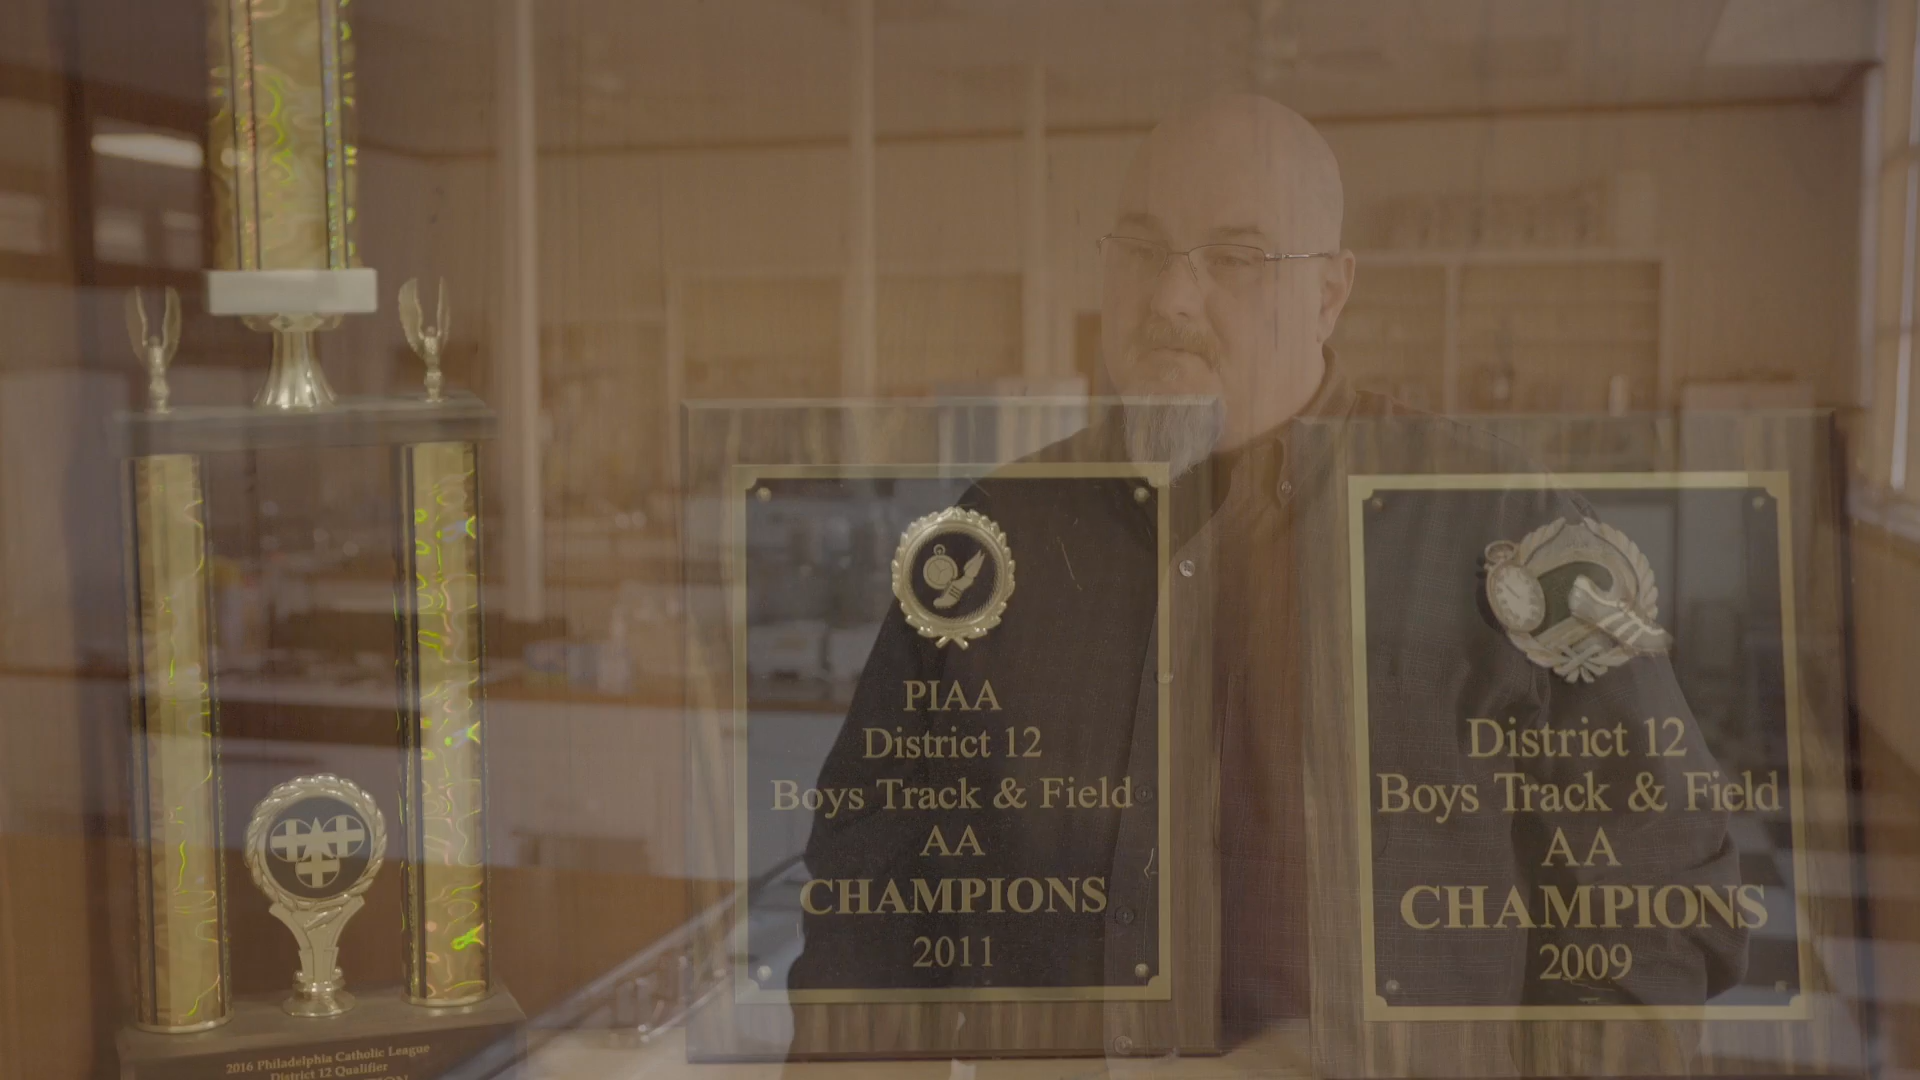 2016 Philadelphia Catholic League
District 12 Qualifier
PIAA
District 12
Boys Track & Field
AA
CHAMPIONS
2011
District 12
Boys Track & Field
AA
CHAMPIONS
2009